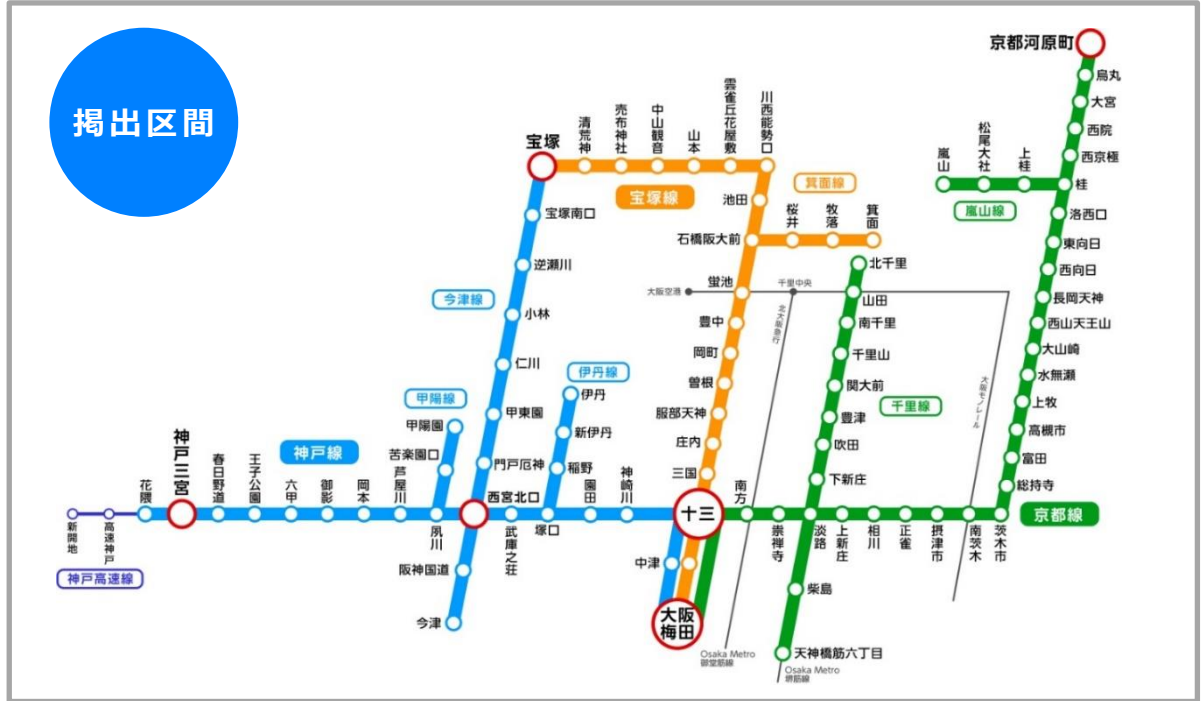 掲出区間
京都河原町
烏丸
大宮
西院
西京極
桂
洛西口
東向日
西向日
長岡天神
西山天王山
大山崎
水無瀬
上牧
高槻市
富田
総持寺
茨木市
京都線
嵐山
松尾大社
上桂
嵐山線
宝塚
清荒神
売布神社
中山観音
山本
雲雀丘花屋敷
川西能勢口
宝塚線
箕面線
池田
石橋阪大前
桜井
牧落
箕面
蛍池
大阪空港
千里中央
豊中
岡町
曽根
服部天神
庄内
三国
北大阪急行
大阪モノレール
北千里
山田
南千里
千里山
関大前
千里線
豊津
吹田
下新庄
宝塚南口
逆瀬川
今津線
小林
仁川
甲東園
門戸厄神
西宮北口
阪神国道
今津
伊丹線
伊丹
新伊丹
稲野
甲陽線
甲陽園
苦楽園口
神戸線
新開地
高速神戸
神戸高速線
花隈
神戸三宮
春日野道
王子公園
六甲
御影
岡本
芦屋川
夙川
武庫之荘
塚口
園田
神崎川
十三
中津
大阪
梅田
南方
崇禅寺
淡路
上新庄
相川
正雀
摂津市
南茨木
柴島
天神橋筋六丁目
Osaka Metro
御堂筋線
Osaka Metro
堺筋線